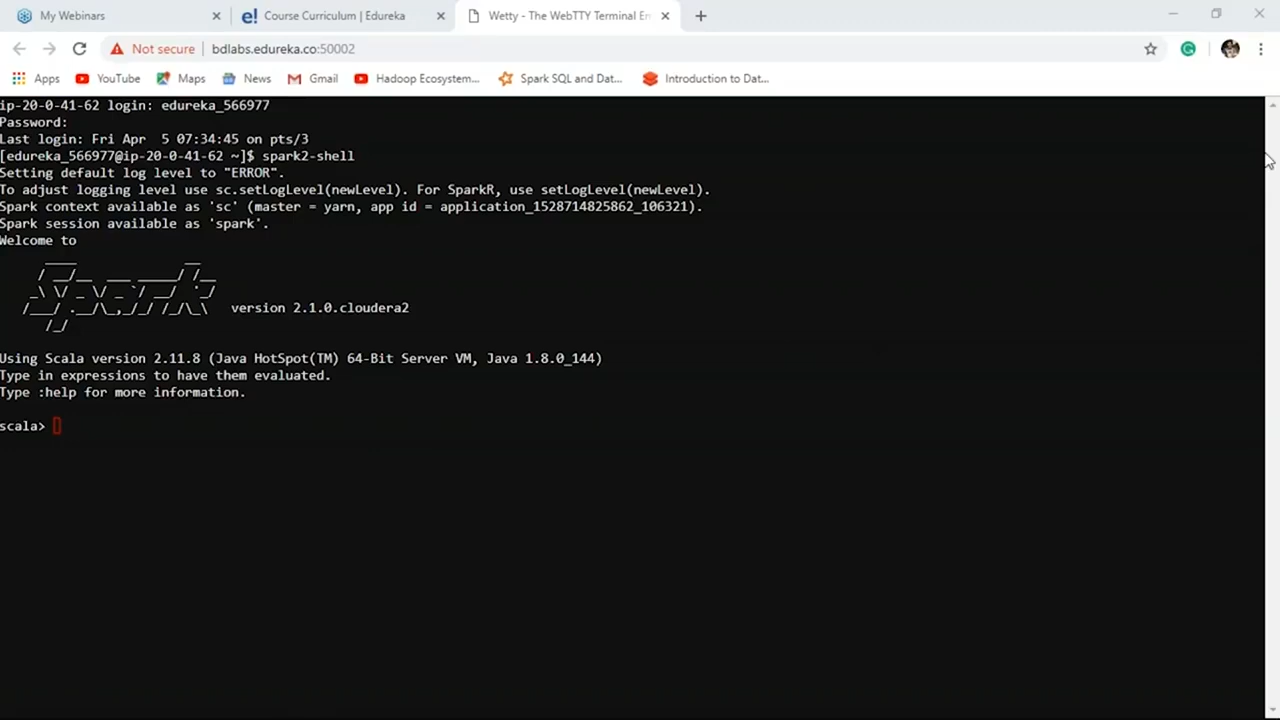 My Webinars
Course Curriculum | Edureka
Wetty - The WebTTY Terminal En
Not secure | bdlabs.edureka.co:50002
Apps YouTube Maps News Gmail Hadoop Ecosystem... Spark SQL and Dat... Introduction to Dat...
ip-20-0-41-62 login: edureka_566977
Password:
Last login: Fri Apr  5 07:34:45 on pts/3
[edureka_566977@ip-20-0-41-62 ~]$ spark2-shell
Setting default log level to "ERROR".
To adjust logging level use sc.setLogLevel(newLevel). For SparkR, use setLogLevel(newLevel).
Spark context available as 'sc' (master = yarn, app id = application_1528714825862_106321).
Spark session available as 'spark'.
Welcome to
Spark version 2.1.0.cloudera2
Using Scala version 2.11.8 (Java HotSpot(TM) 64-Bit Server VM, Java 1.8.0_144)
Type in expressions to have them evaluated.
Type :help for more information.
scala>